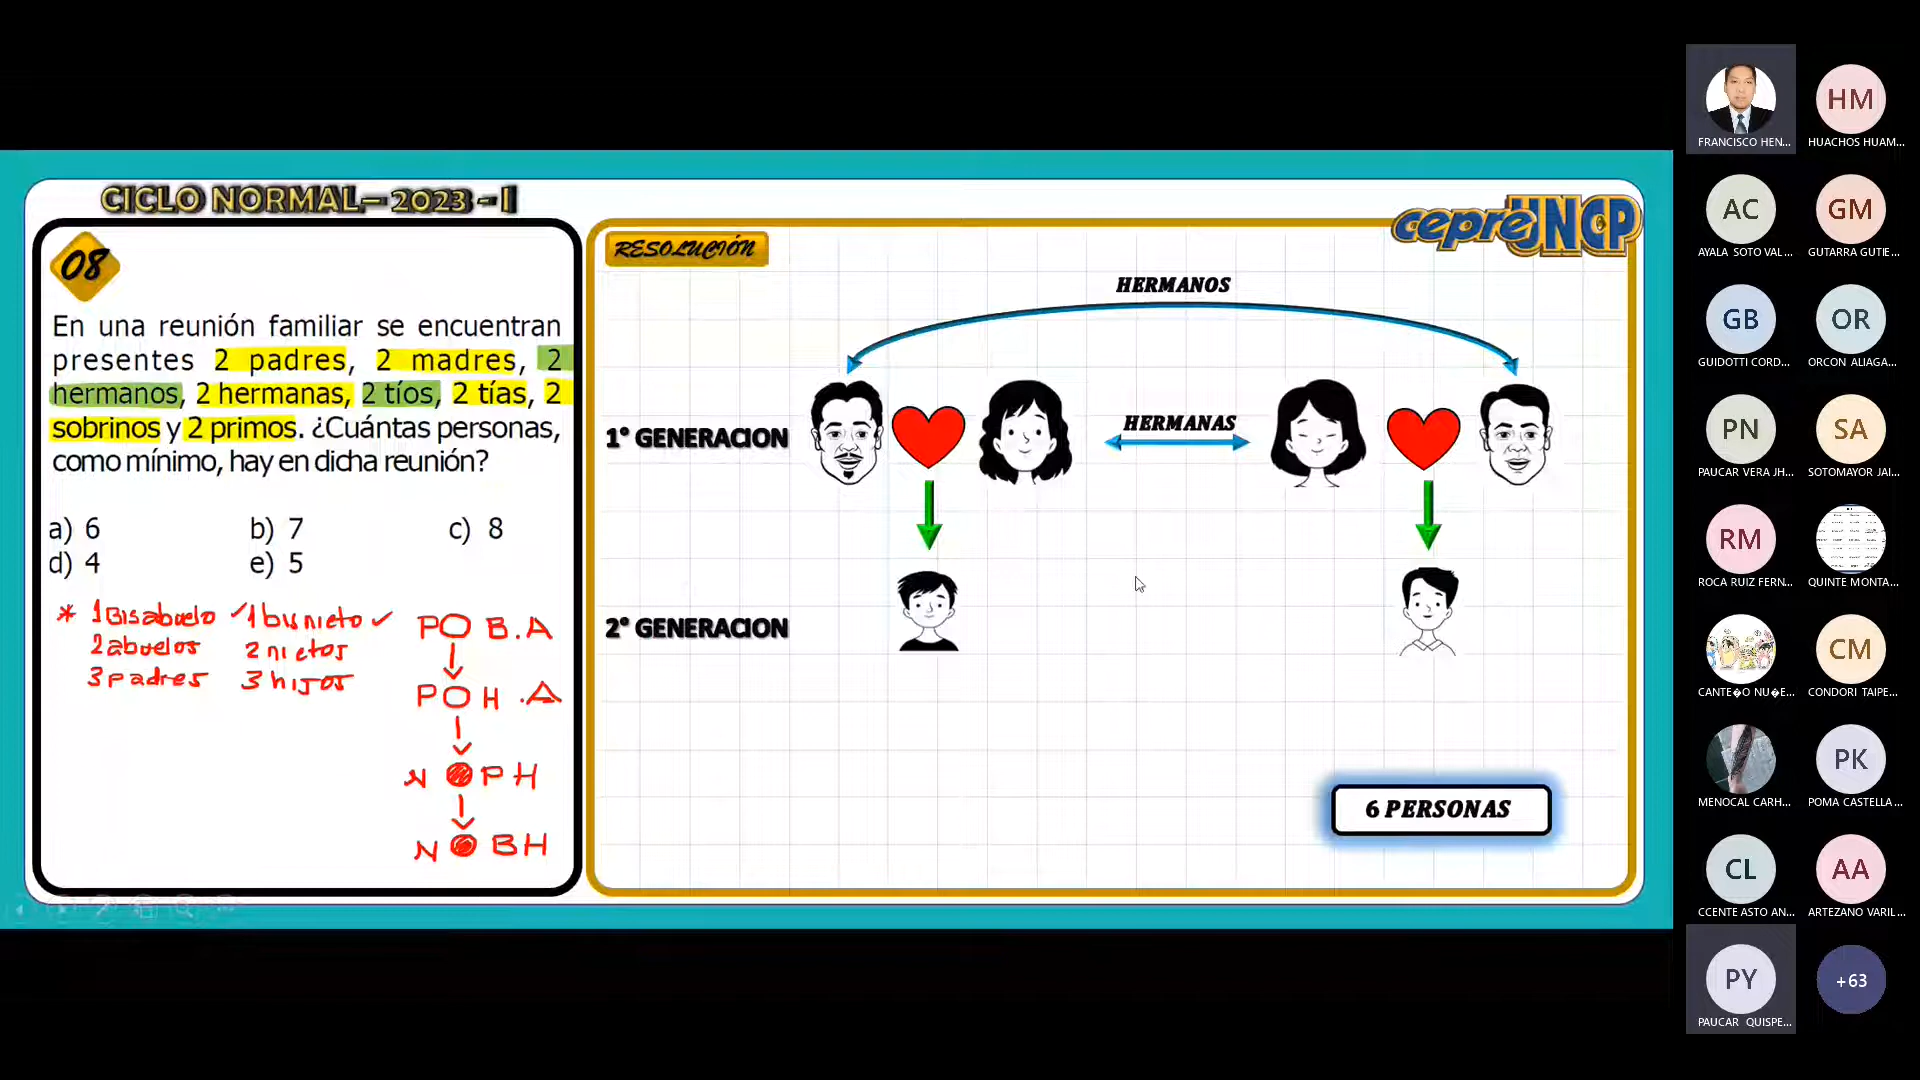 CICLO NORMAL– 2023 - I
cepreUNCP
08
En una reunión familiar se encuentran
presentes 2 padres, 2 madres, 2
hermanos, 2 hermanas, 2 tíos, 2 tías, 2
sobrinos y 2 primos. ¿Cuántas personas,
como mínimo, hay en dicha reunión?
a) 6 b) 7 c) 8
d) 4 e) 5
* 1 Bisabuelo ✓ 1 bisnieto ✓
2 abuelos 2 nietos
3 padres 3 hijos
P B.A
P H .A
N P H
N B H
RESOLUCIÓN
HERMANOS
1° GENERACION
HERMANAS
2° GENERACION
6 PERSONAS
FRANCISCO HEN...
HM
HUACHOS HUAM...
AC
AYALA SOTO VAL...
GM
GUTARRA GUTIE...
GB
GUIDOTTI CORD...
OR
ORCON ALIAGA...
PN
PAUCAR VERA JH...
SA
SOTOMAYOR JAI...
RM
ROCA RUIZ FERN...
QUINTE MONTA...
CANTE�O NU�E...
CM
CONDORI TAIPE...
MENOCAL CARH...
PK
POMA CASTELLA...
CL
CCENTE ASTO AN...
AA
ARTEZANO VARIL...
PY
PAUCAR QUISPE...
+63